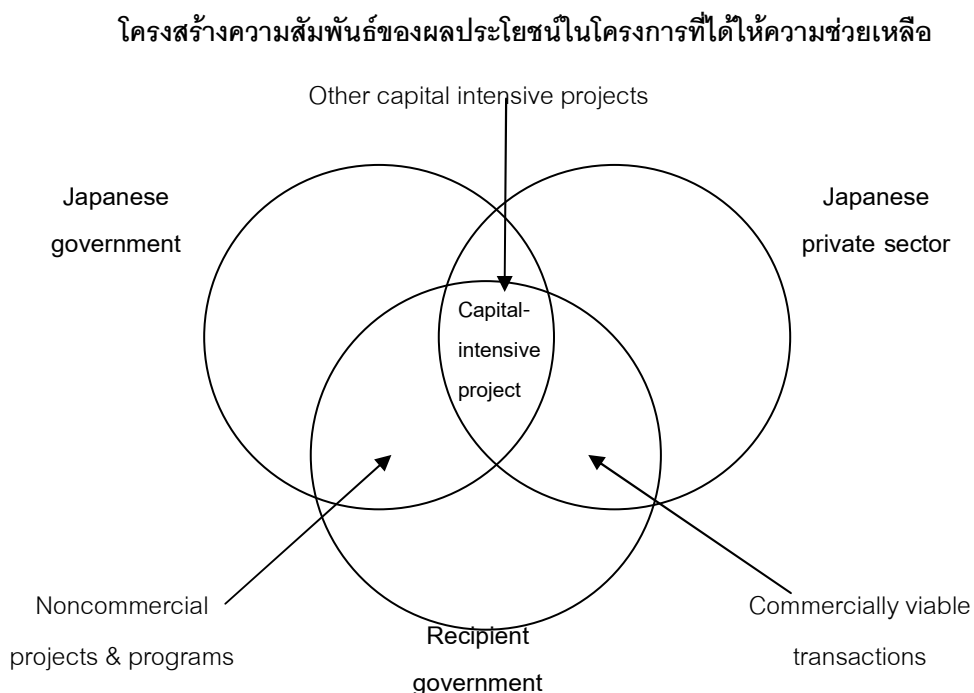 โครงสร้างความสัมพันธ์ของผลประโยชน์ในโครงการที่ได้ให้ความช่วยเหลือ
Other capital intensive projects
Japanese
government
Japanese
private sector
Capital-
intensive
project
Noncommercial
projects & programs
Recipient
government
Commercially viable
transactions